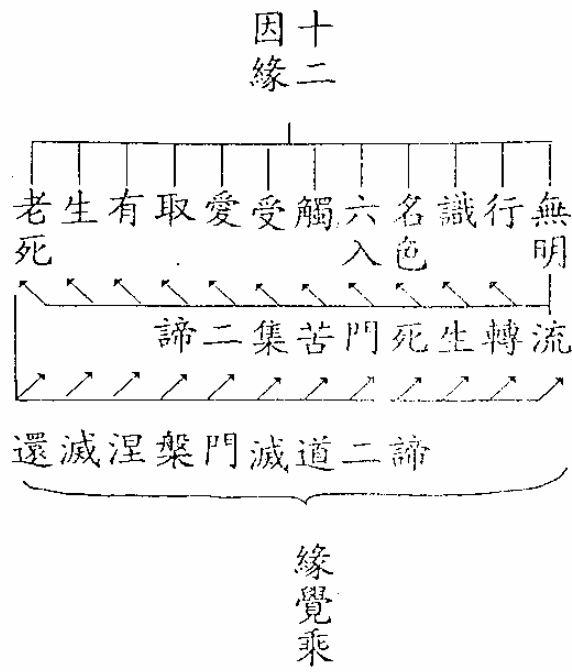 十二
因緣
無明
行
識
名色
六入
觸
受
愛
取
有
生
老死
流轉生死門苦集二諦
還滅涅槃門滅道二諦
緣覺乘